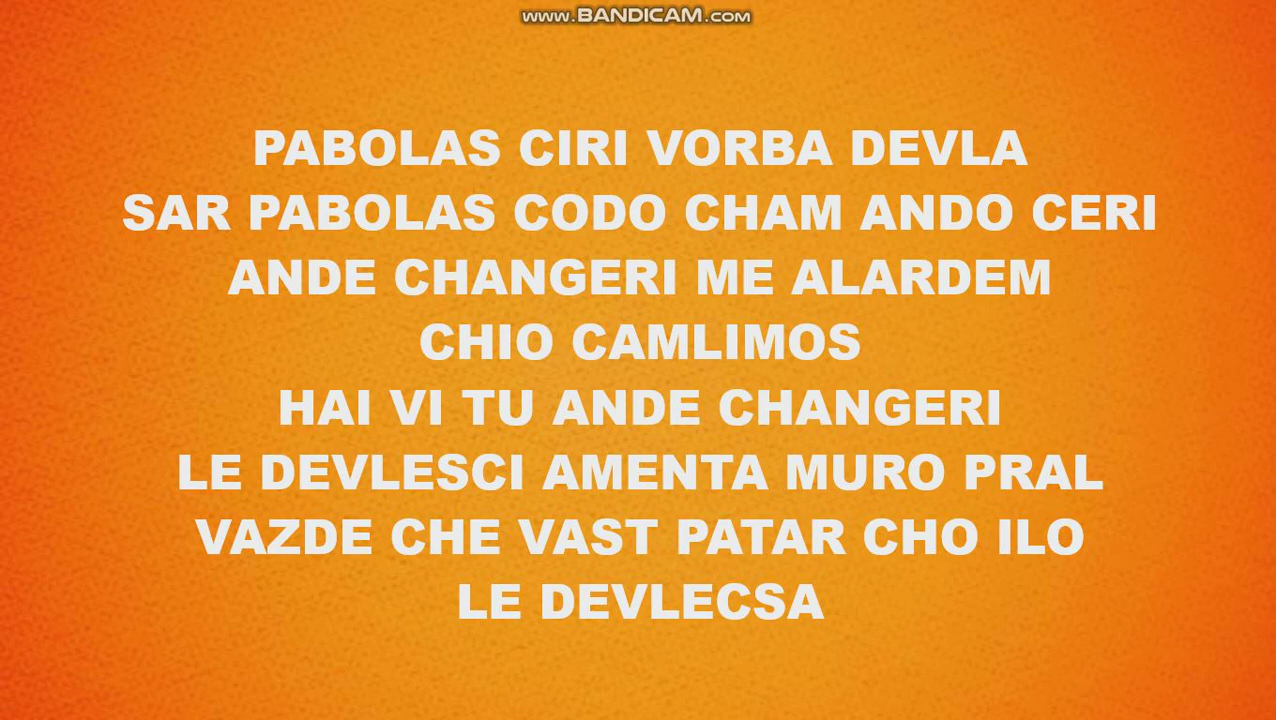 www.BANDICAM.com
PABOLAS CIRI VORBA DEVLA
SAR PABOLAS CODO CHAM ANDO CERI
ANDE CHANGERI ME ALARDEM
CHIO CAMLIMOS
HAI VI TU ANDE CHANGERI
LE DEVLESCI AMENTA MURO PRAL
VAZDE CHE VAST PATAR CHO ILO
LE DEVLECSA